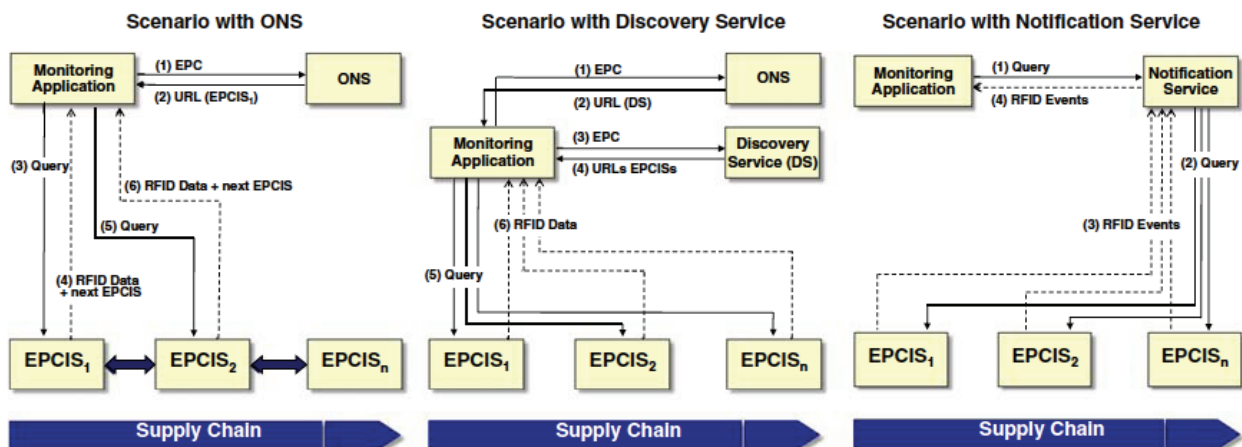 Scenario with ONS
Monitoring
Application
(1) EPC
(2) URL (EPCIS₁)
ONS
(3) Query
(6) RFID Data + next EPCIS
(5) Query
(4) RFID Data
+ next EPCIS
EPCIS₁
EPCIS₂
EPCISₙ
Supply Chain
Scenario with Discovery Service
(1) EPC
ONS
(2) URL (DS)
Monitoring
Application
(3) EPC
(4) URLs EPCISs
Discovery
Service (DS)
(6) RFID Data
(5) Query
EPCIS₁
EPCIS₂
EPCISₙ
Supply Chain
Scenario with Notification Service
Monitoring
Application
(1) Query
(4) RFID Events
Notification
Service
(2) Query
(3) RFID Events
EPCIS₁
EPCIS₂
EPCISₙ
Supply Chain